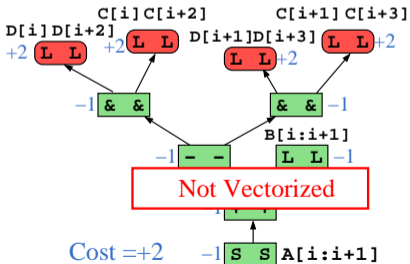 C[i] C[i+2] C[i+1] C[i+3]
D[i] D[i+2] D[i+1] D[i+3]
+2 L L +2 L L L L +2 L L +2
-1 & & & & -1
B[i:i+1]
-1 - - L L -1
Not Vectorized
Cost =+2 -1 S S A[i:i+1]